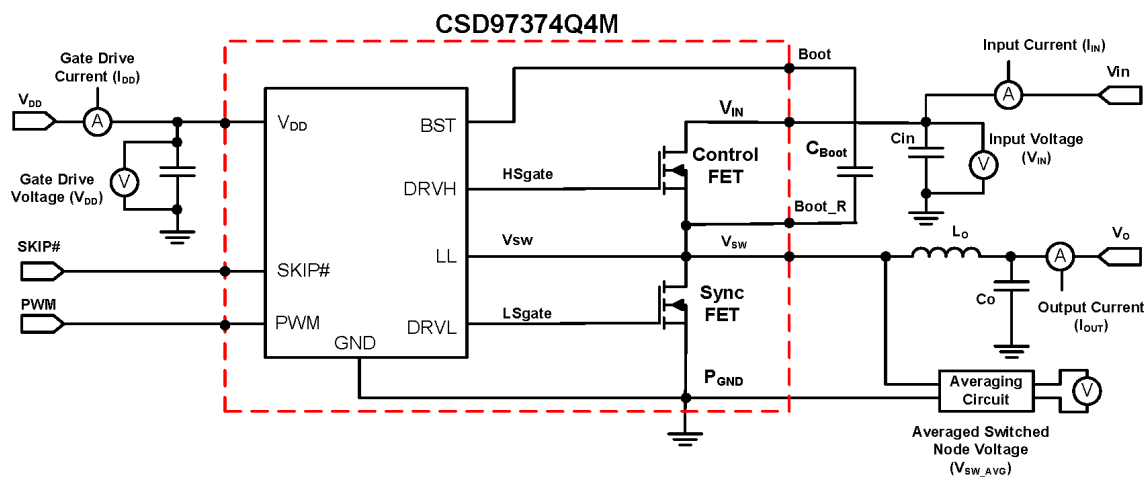 CSD97374Q4M
Gate Drive
Current (IDD)
Input Current (IIN)
VDD
A
Boot
A
Vin
VDD
BST
VIN
Cin
V
Input Voltage
(VIN)
V
Gate Drive
Voltage (VDD)
DRVH
HSgate
Control
FET
CBoot
Boot_R
SKIP#
SKIP#
LL
Vsw
VSW
LO
A
VO
PWM
PWM
DRVL
LSgate
Sync
FET
Co
Output Current
(IOUT)
GND
PGND
Averaging
Circuit
V
Averaged Switched
Node Voltage
(VSW_AVG)